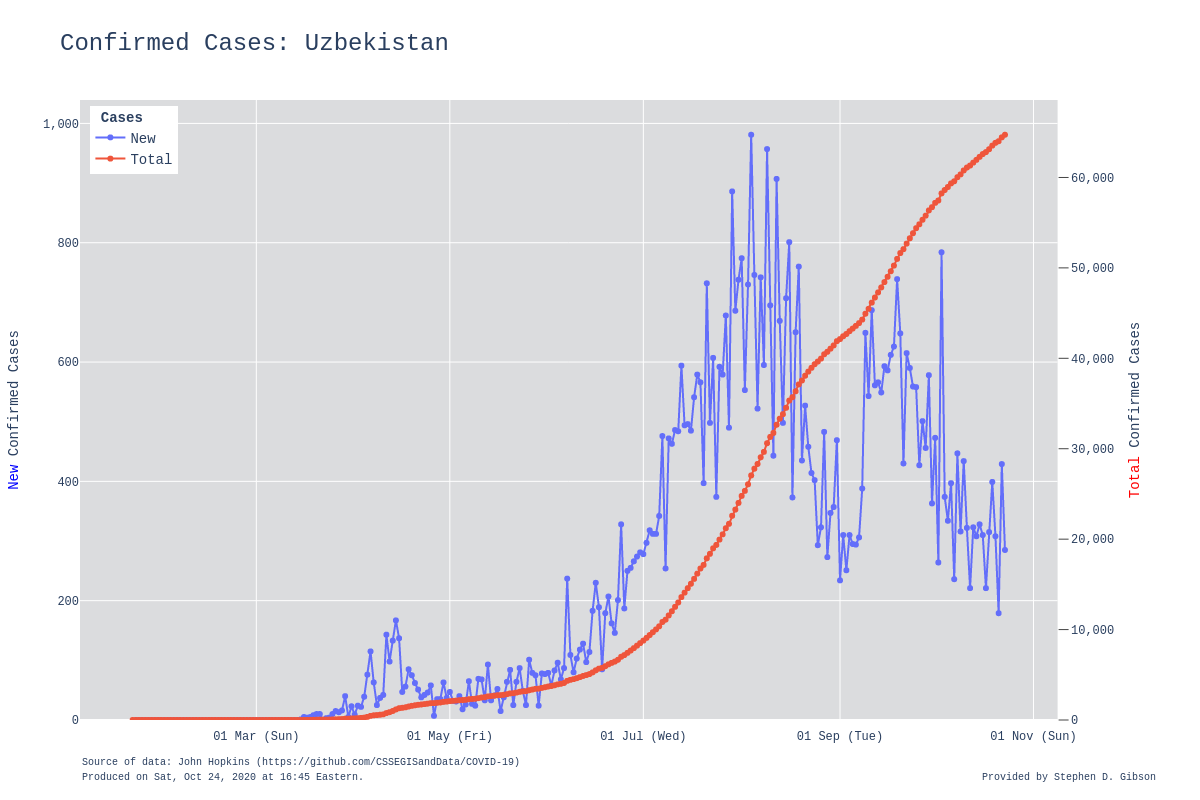 Confirmed Cases: Uzbekistan
Cases
New
Total
1,000
800
600
400
200
0
60,000
50,000
40,000
30,000
20,000
10,000
0
New Confirmed Cases
Total Confirmed Cases
01 Mar (Sun)
01 May (Fri)
01 Jul (Wed)
01 Sep (Tue)
01 Nov (Sun)
Source of data: John Hopkins (https://github.com/CSSEGISandData/COVID-19)
Produced on Sat, Oct 24, 2020 at 16:45 Eastern.
Provided by Stephen D. Gibson